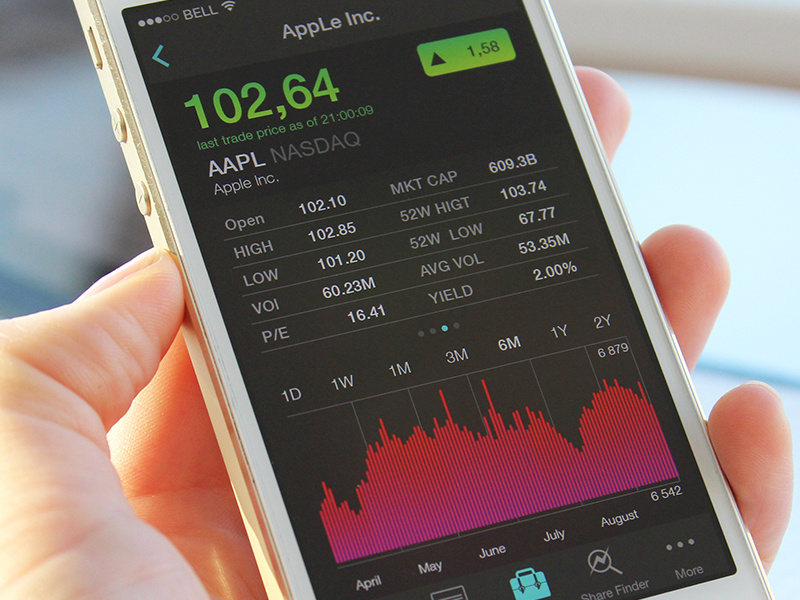 BELL
AppLe Inc.
102,64
1,58
last trade price as of 21:00:09
AAPL NASDAQ
Apple Inc.
Open 102.10 MKT CAP 609.3B
HIGH 102.85 52W HIGT 103.74
LOW 101.20 52W LOW 67.77
VOI 60.23M AVG VOL 53.35M
P/E 16.41 YIELD 2.00%
1D 1W 1M 3M 6M 1Y 2Y
6 879
6 542
April May June July August
Share Finder More